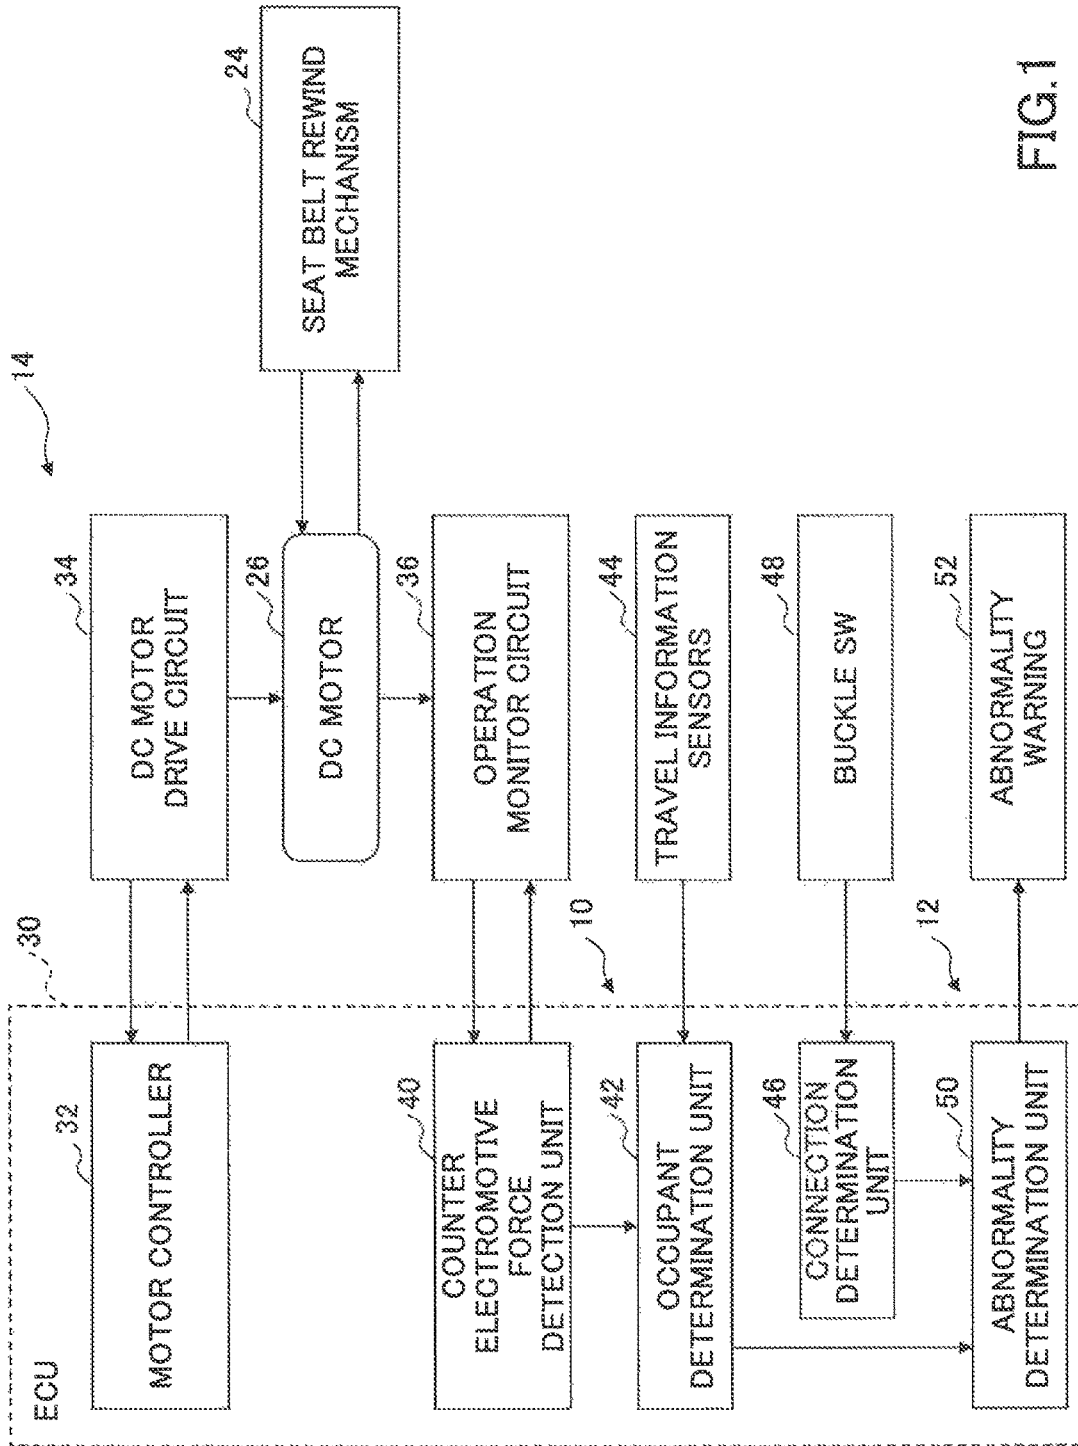 ECU
30
32
MOTOR CONTROLLER
34
DC MOTOR
DRIVE CIRCUIT
14
26
DC MOTOR
24
SEAT BELT REWIND
MECHANISM
40
COUNTER
ELECTROMOTIVE
FORCE
DETECTION UNIT
36
OPERATION
MONITOR CIRCUIT
10
42
OCCUPANT
DETERMINATION UNIT
44
TRAVEL INFORMATION
SENSORS
46
CONNECTION
DETERMINATION
UNIT
48
BUCKLE SW
12
50
ABNORMALITY
DETERMINATION UNIT
52
ABNORMALITY
WARNING
FIG.1